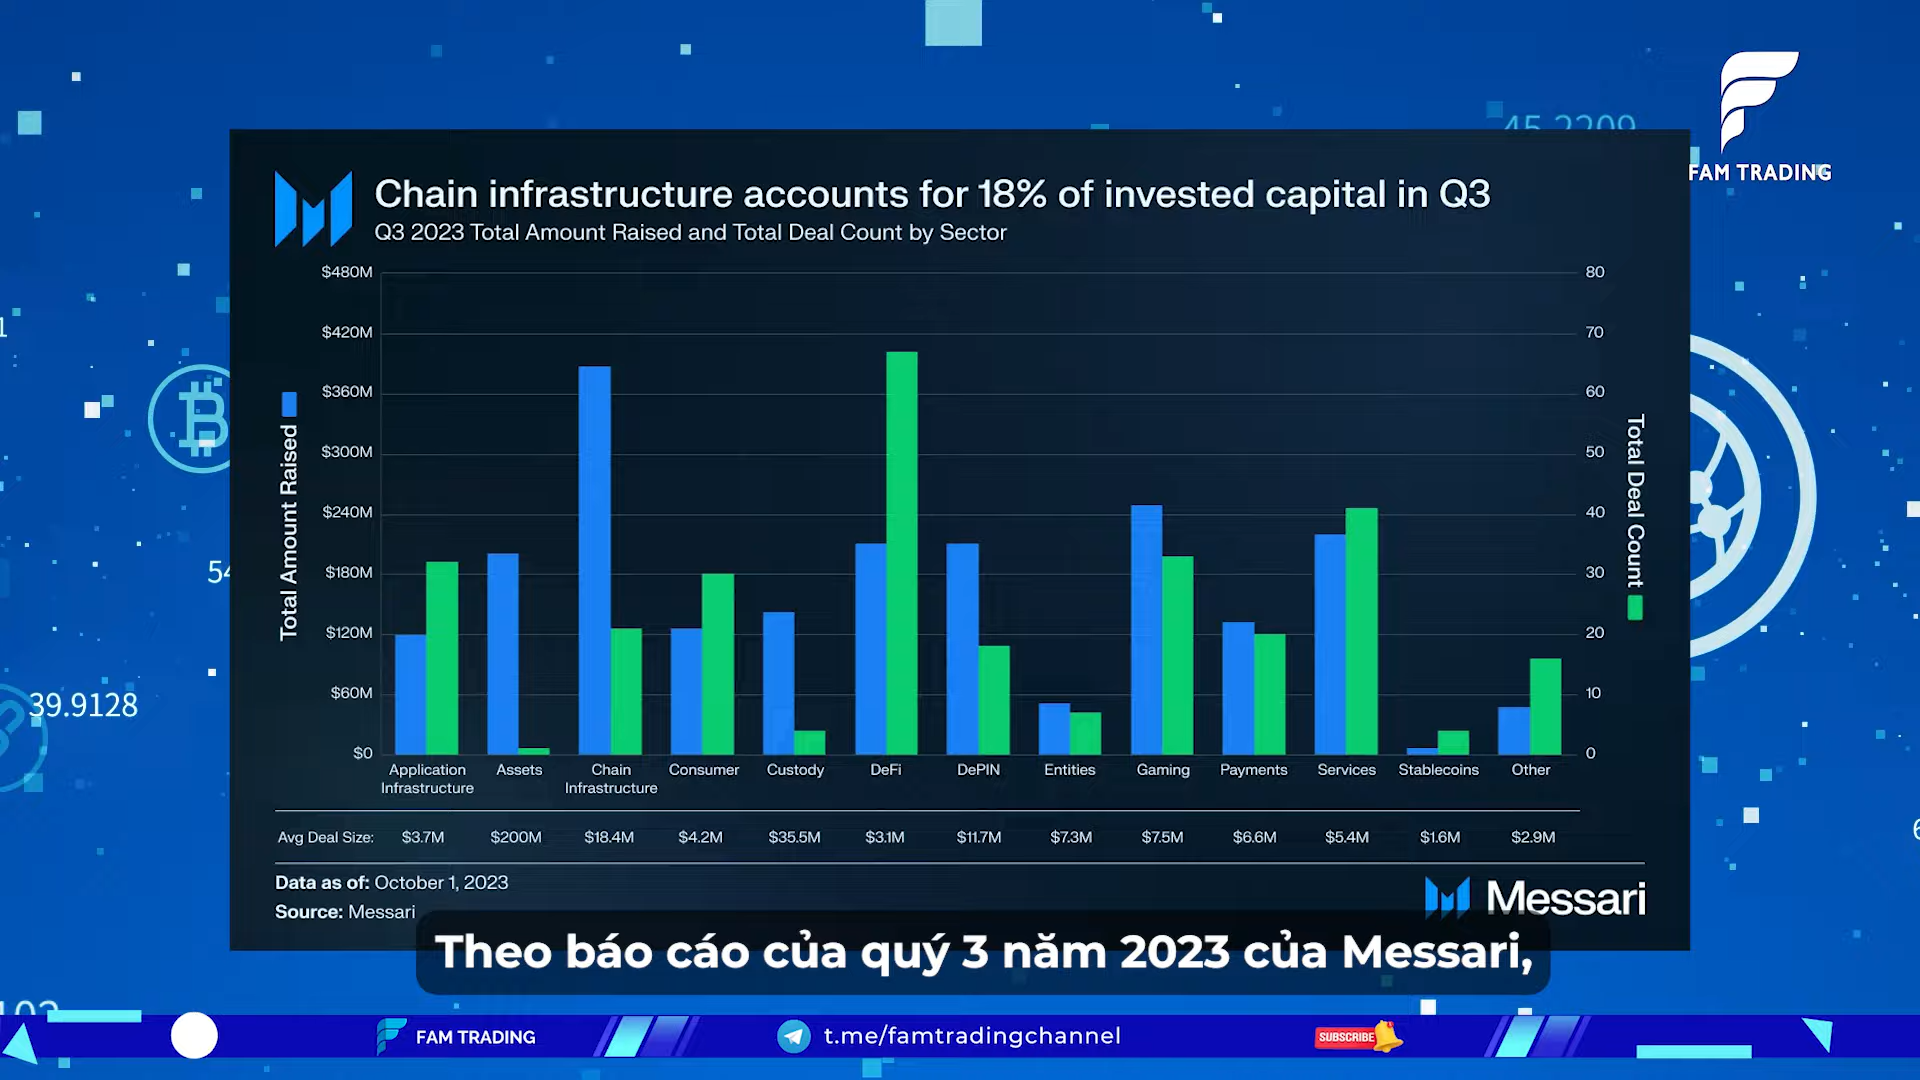 45.2209
FAM TRADING
Chain infrastructure accounts for 18% of invested capital in Q3
Q3 2023 Total Amount Raised and Total Deal Count by Sector
Total Amount Raised
$480M
$420M
$360M
$300M
$240M
$180M
$120M
$60M
$0
80
70
60
50
40
30
20
10
0
Total Deal Count
Application Infrastructure
Assets
Chain Infrastructure
Consumer
Custody
DeFi
DePIN
Entities
Gaming
Payments
Services
Stablecoins
Other
Avg Deal Size: $3.7M $200M $18.4M $4.2M $35.5M $3.1M $11.7M $7.3M $7.5M $6.6M $5.4M $1.6M $2.9M
Data as of: October 1, 2023
Source: Messari
Messari
39.9128
Theo báo cáo của quý 3 năm 2023 của Messari,
FAM TRADING
t.me/famtradingchannel
SUBSCRIBE